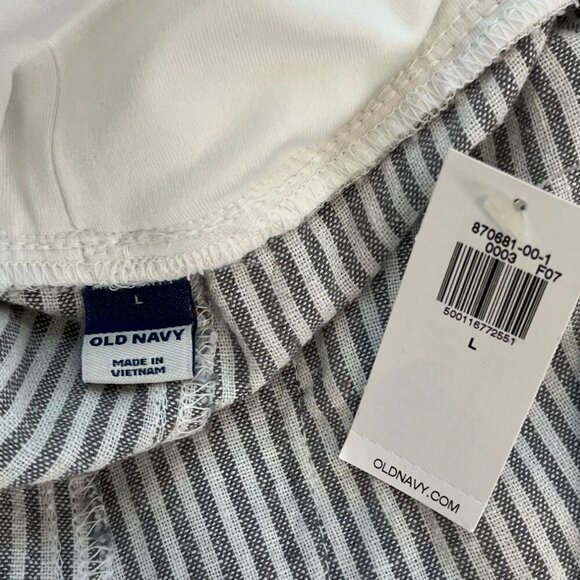 L
OLD NAVY
MADE IN
VIETNAM
870681-00-1
0003 F07
500116772551
L
OLDNAVY.COM